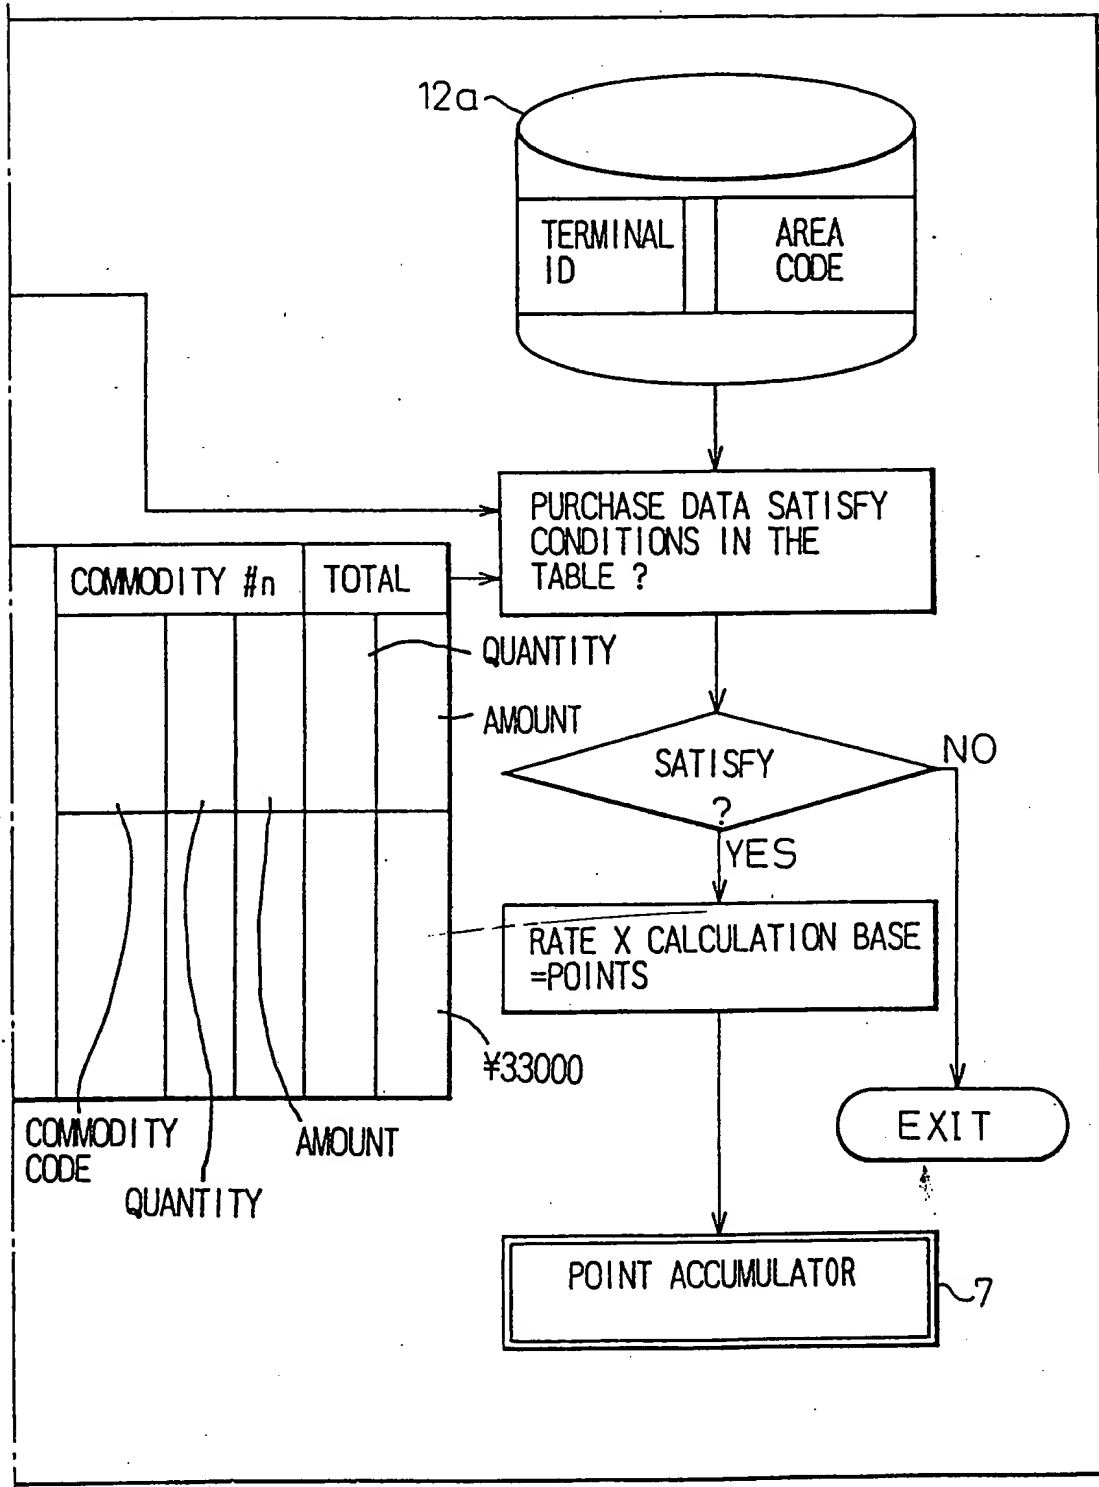 12a
TERMINAL
ID
AREA
CODE
PURCHASE DATA SATISFY
CONDITIONS IN THE
TABLE ?
COMMODITY #n
TOTAL
QUANTITY
AMOUNT
SATISFY
?
NO
YES
RATE X CALCULATION BASE
=POINTS
¥33000
COMMODITY
CODE
QUANTITY
AMOUNT
EXIT
POINT ACCUMULATOR
7